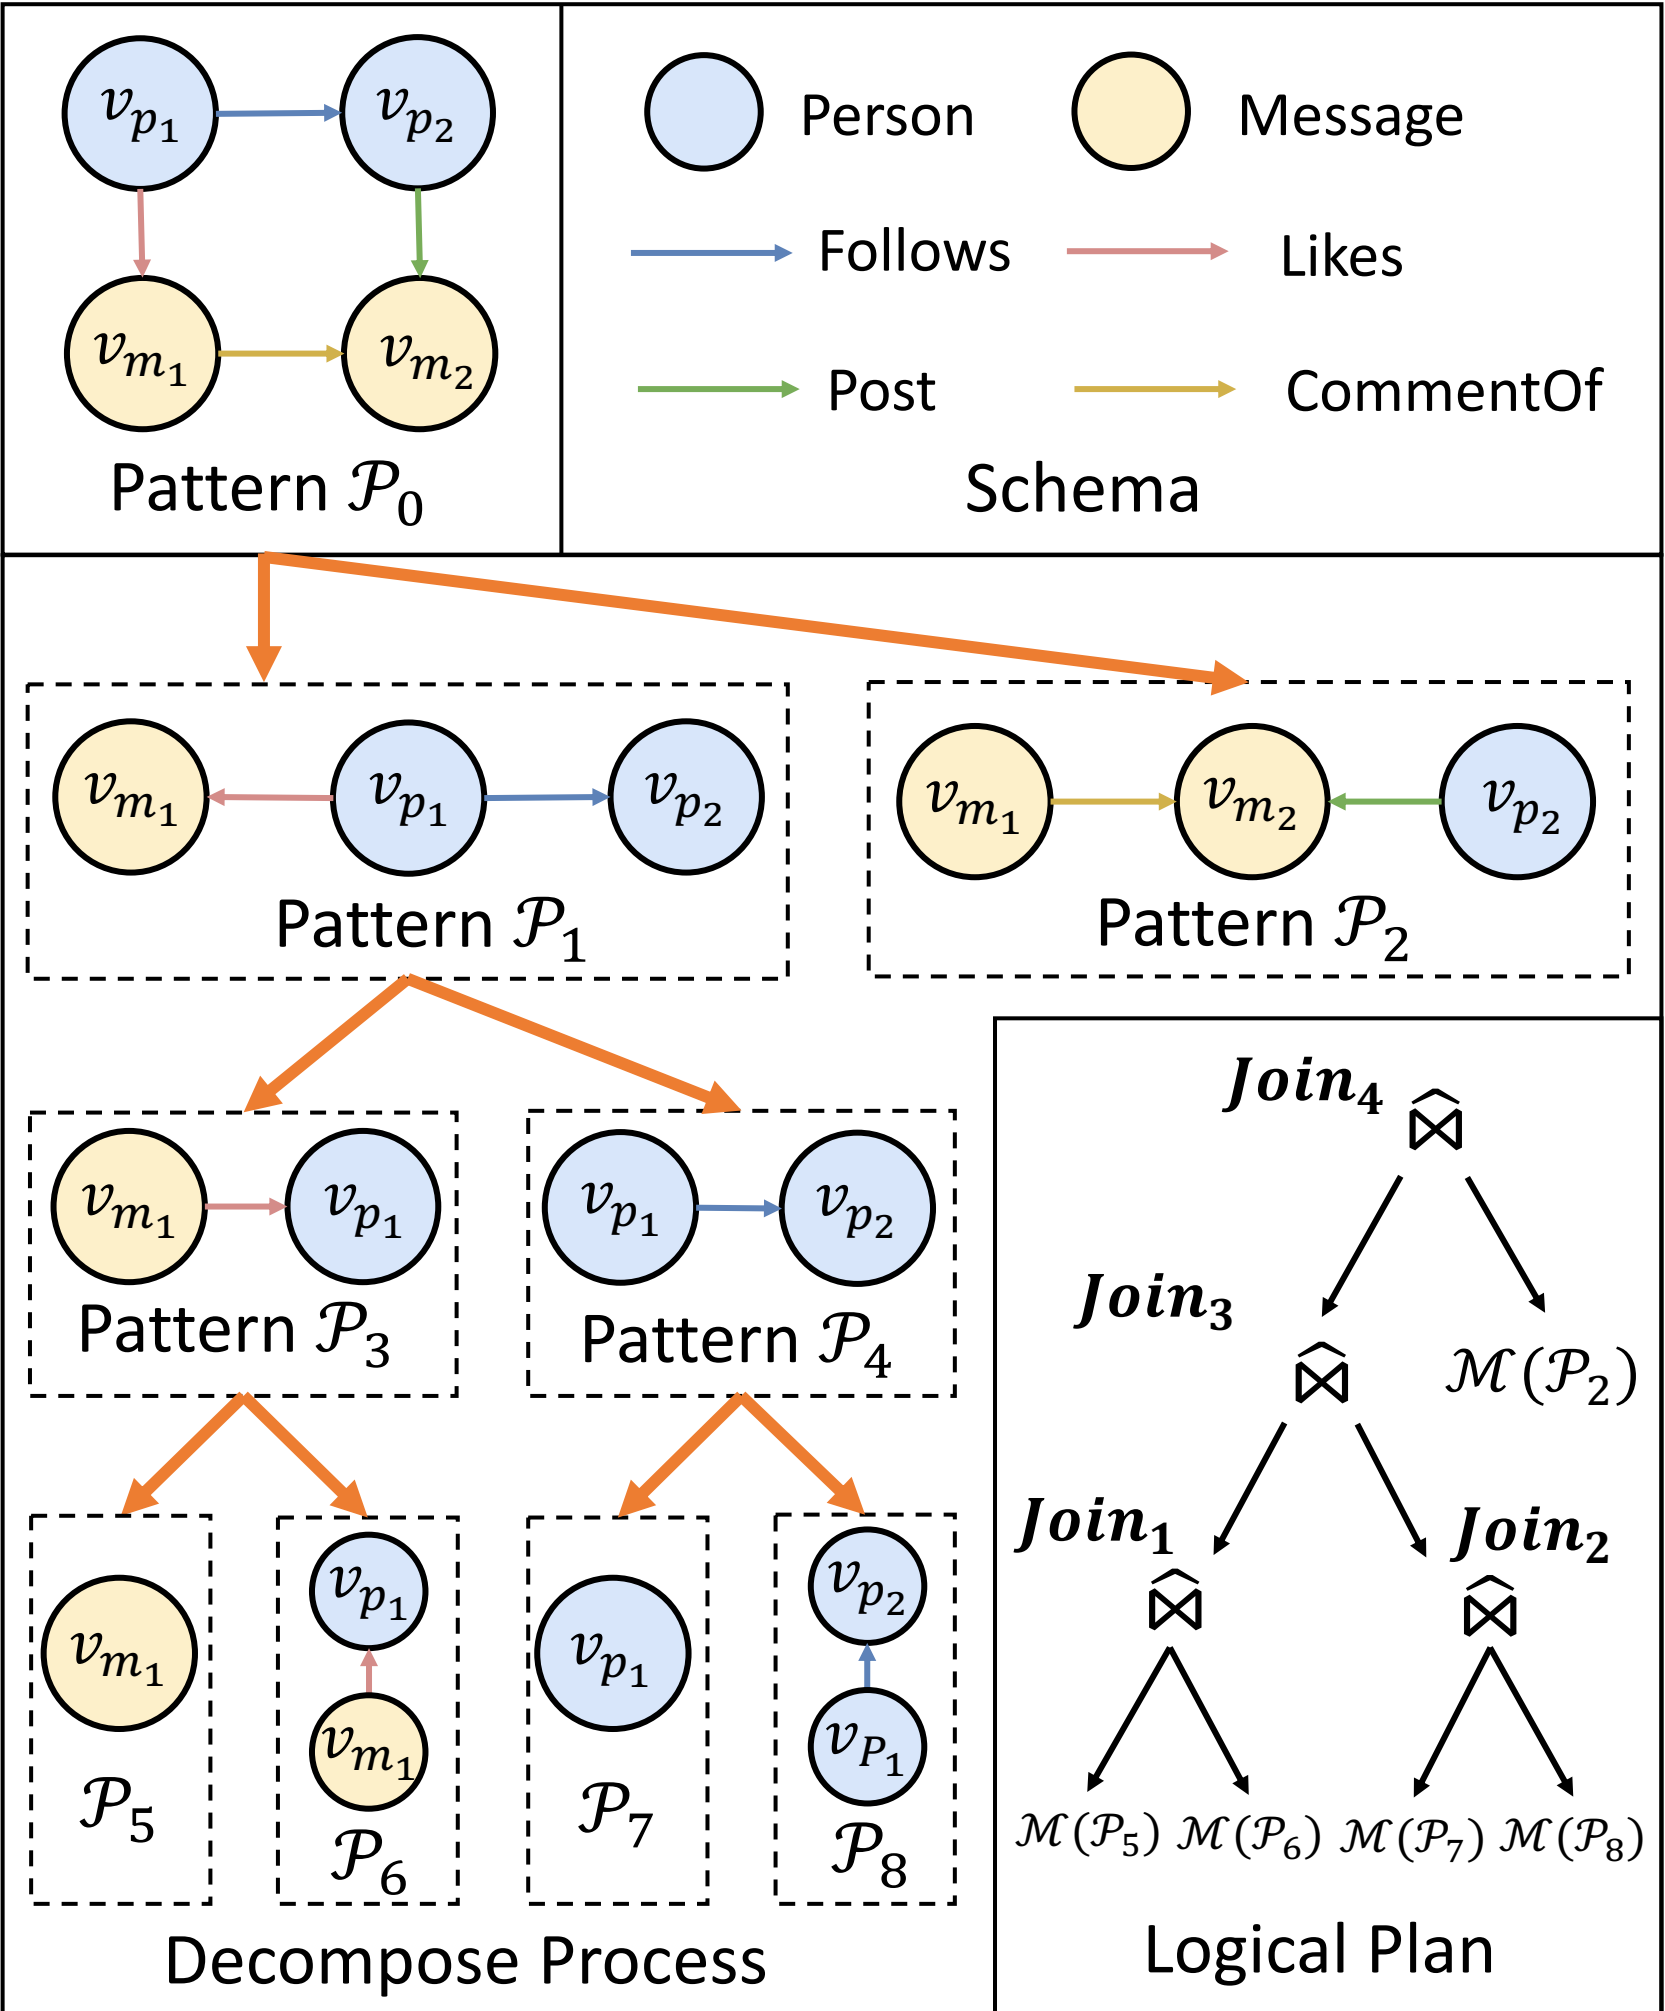 v_{p_1} v_{p_2}
v_{m_1} v_{m_2}
Pattern 𝒫_0
Person Message
Follows Likes
Post CommentOf
Schema
v_{m_1} v_{p_1} v_{p_2}
Pattern 𝒫_1
v_{m_1} v_{m_2} v_{p_2}
Pattern 𝒫_2
v_{m_1} v_{p_1}
Pattern 𝒫_3
v_{p_1} v_{p_2}
Pattern 𝒫_4
v_{m_1}
𝒫_5
v_{p_1}
v_{m_1}
𝒫_6
v_{p_1}
𝒫_7
v_{p_2}
v_{P_1}
𝒫_8
Decompose Process
Join_4 ⋈̂
Join_3 ⋈̂
ℳ(𝒫_2)
Join_1 ⋈̂
Join_2 ⋈̂
ℳ(𝒫_5) ℳ(𝒫_6) ℳ(𝒫_7) ℳ(𝒫_8)
Logical Plan